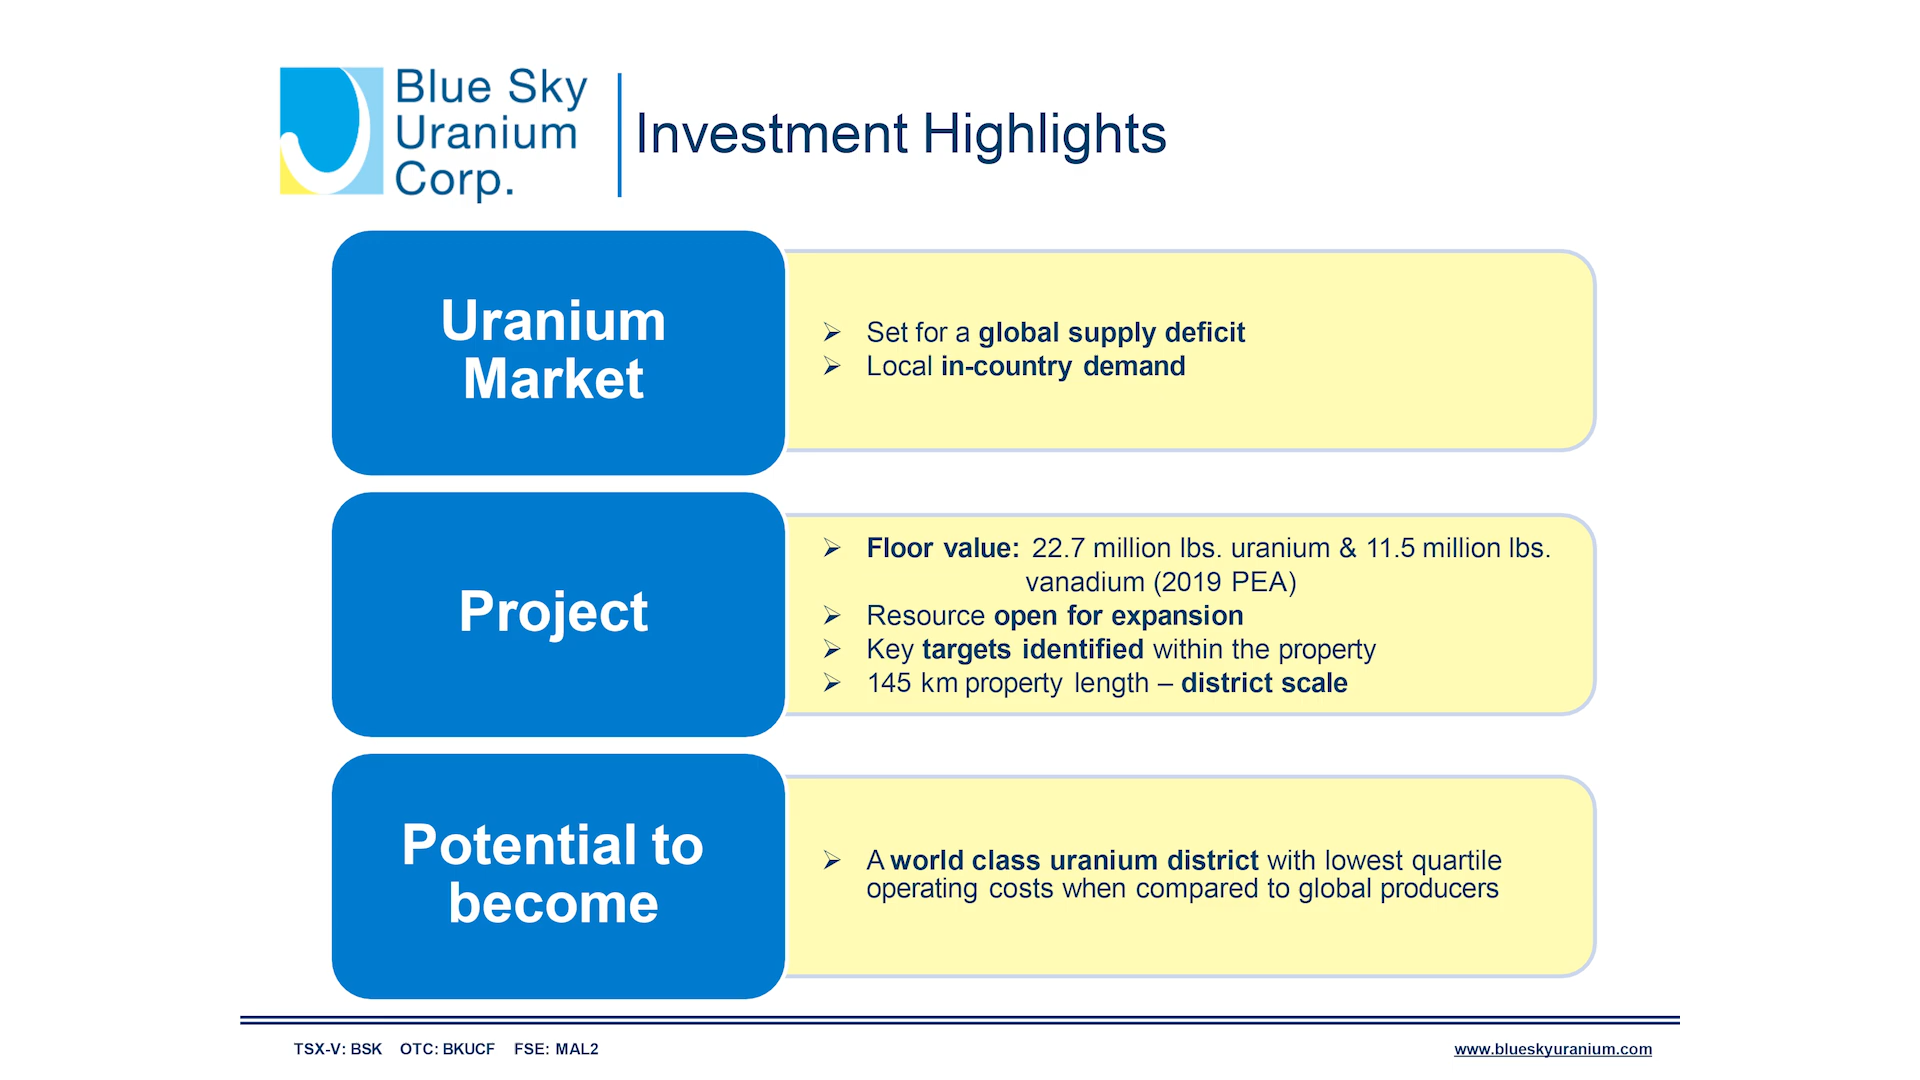 Blue Sky
Uranium
Corp.
Investment Highlights
Uranium
Market
➢ Set for a global supply deficit
➢ Local in-country demand
Project
➢ Floor value: 22.7 million lbs. uranium & 11.5 million lbs.
vanadium (2019 PEA)
➢ Resource open for expansion
➢ Key targets identified within the property
➢ 145 km property length – district scale
Potential to
become
➢ A world class uranium district with lowest quartile
operating costs when compared to global producers
TSX-V: BSK OTC: BKUCF FSE: MAL2
www.blueskyuranium.com